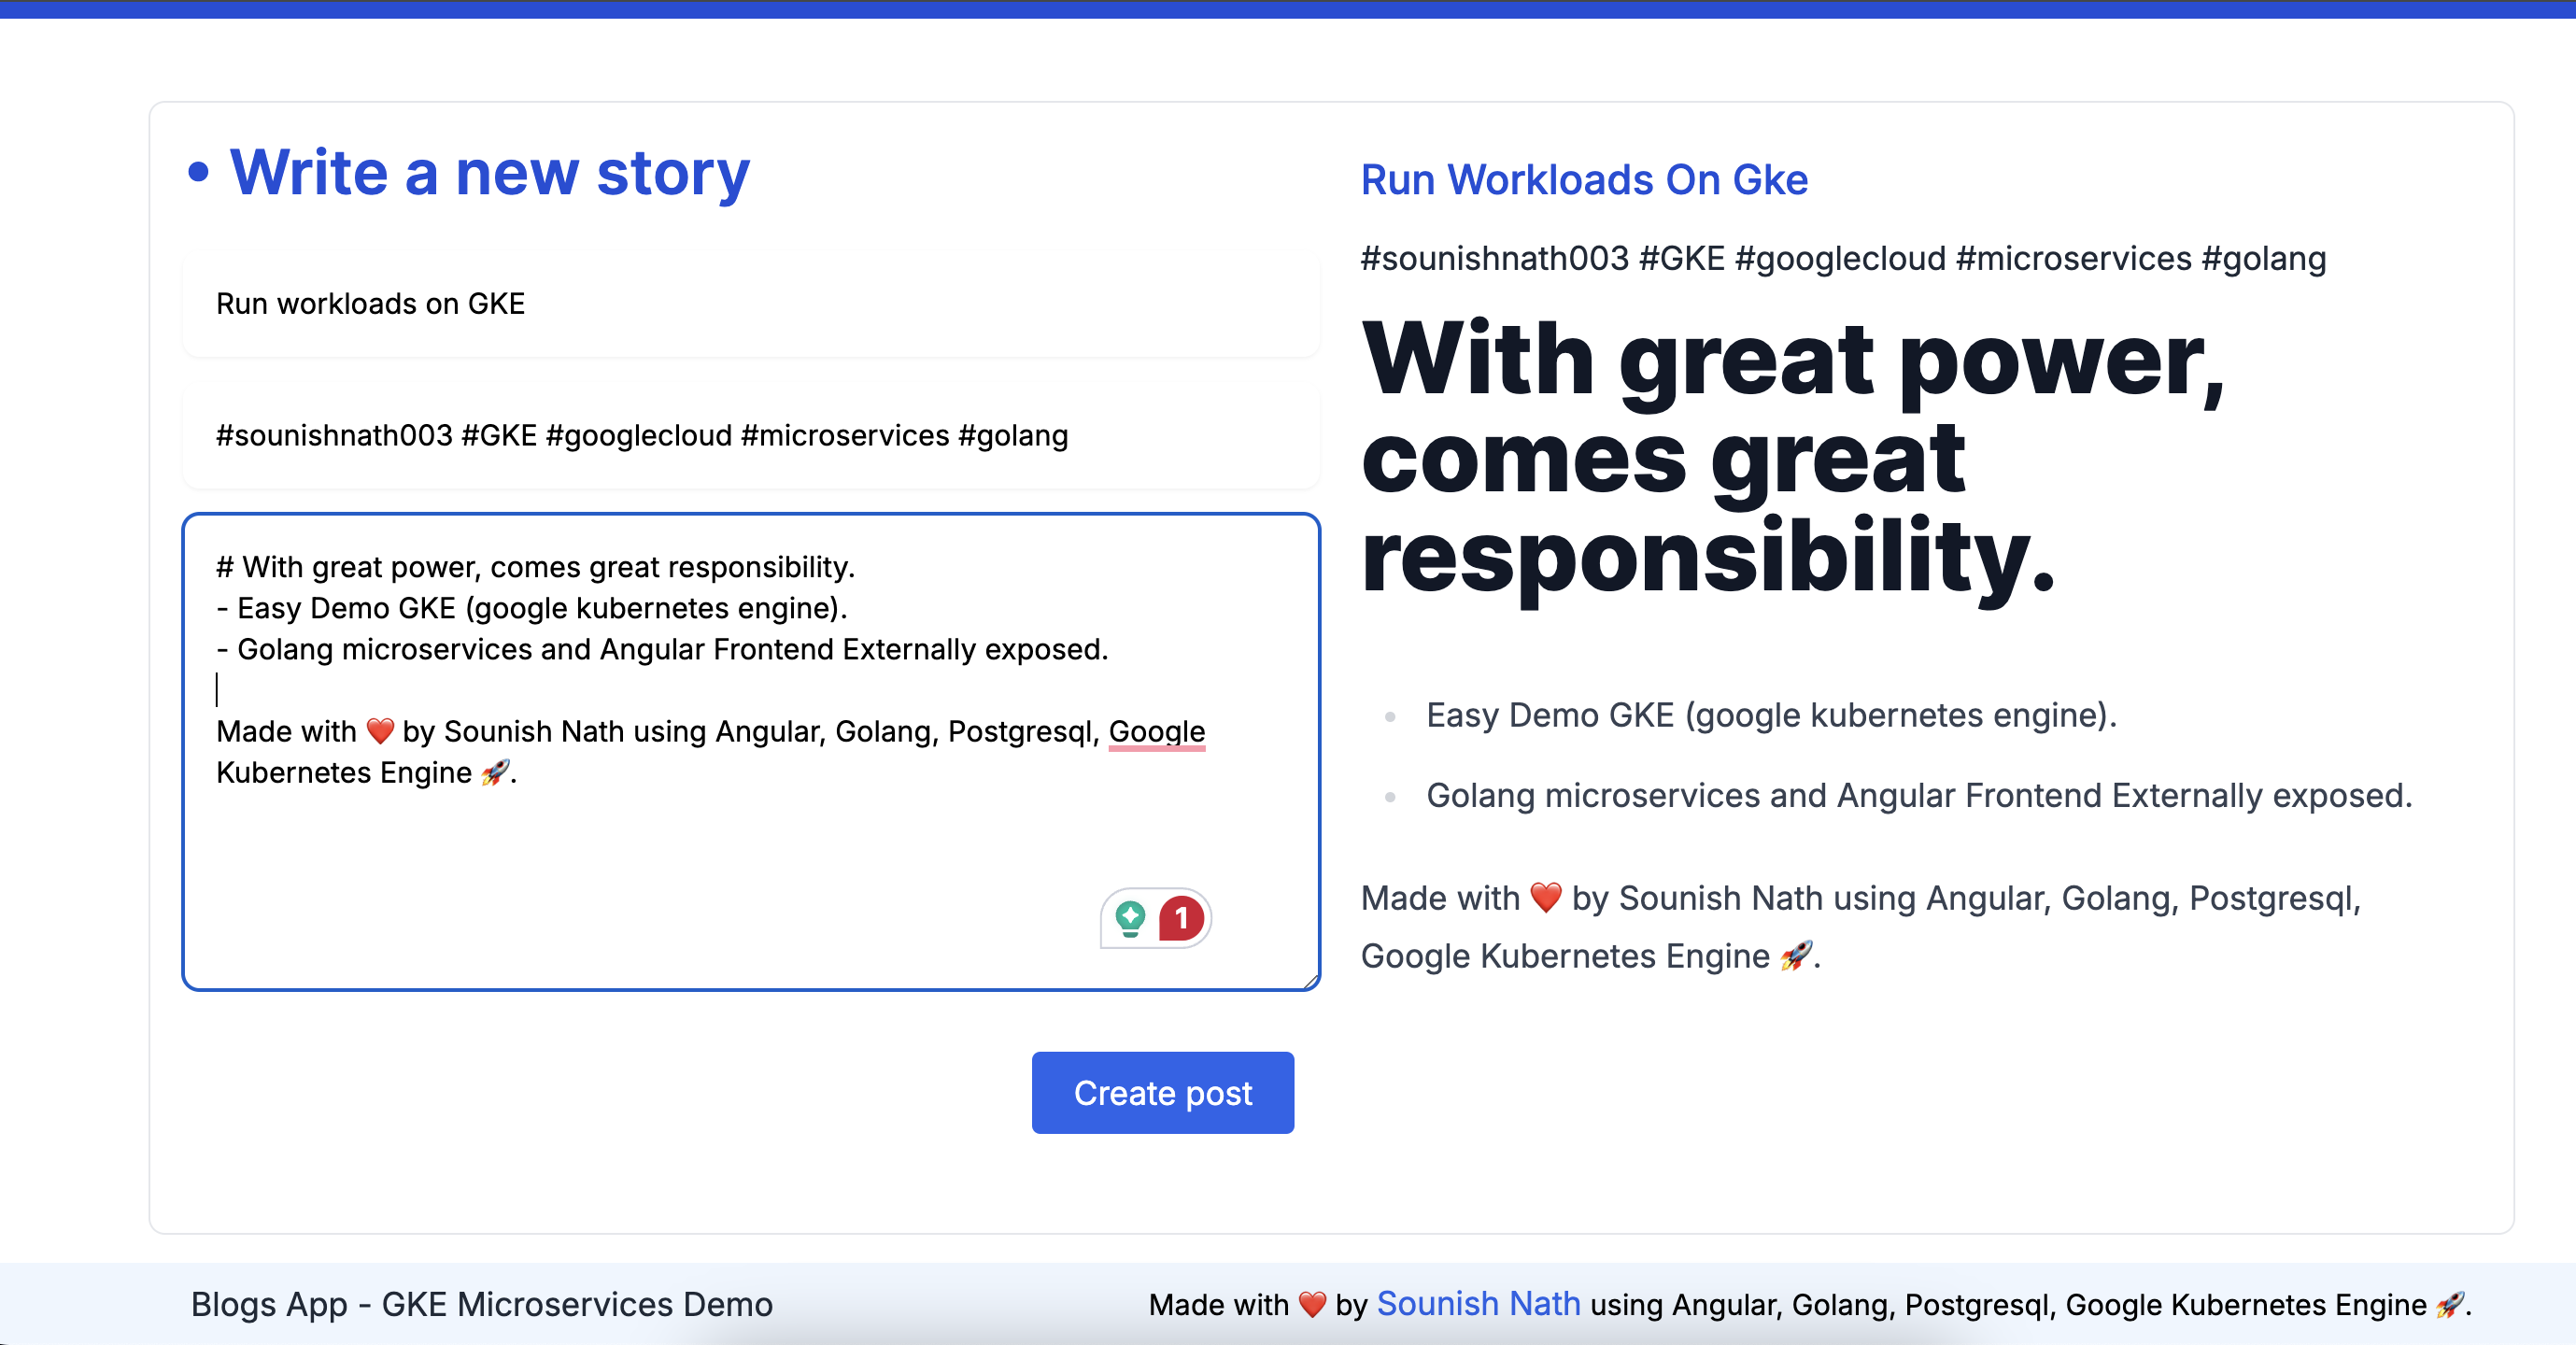 • Write a new story
Run workloads on GKE
#sounishnath003 #GKE #googlecloud #microservices #golang
# With great power, comes great responsibility.
- Easy Demo GKE (google kubernetes engine).
- Golang microservices and Angular Frontend Externally exposed.
Made with ❤️ by Sounish Nath using Angular, Golang, Postgresql, Google
Kubernetes Engine 🚀.
1
Create post
Run Workloads On Gke
#sounishnath003 #GKE #googlecloud #microservices #golang
With great power,
comes great
responsibility.
• Easy Demo GKE (google kubernetes engine).
• Golang microservices and Angular Frontend Externally exposed.
Made with ❤️ by Sounish Nath using Angular, Golang, Postgresql,
Google Kubernetes Engine 🚀.
Blogs App - GKE Microservices Demo
Made with ❤️ by Sounish Nath using Angular, Golang, Postgresql, Google Kubernetes Engine 🚀.